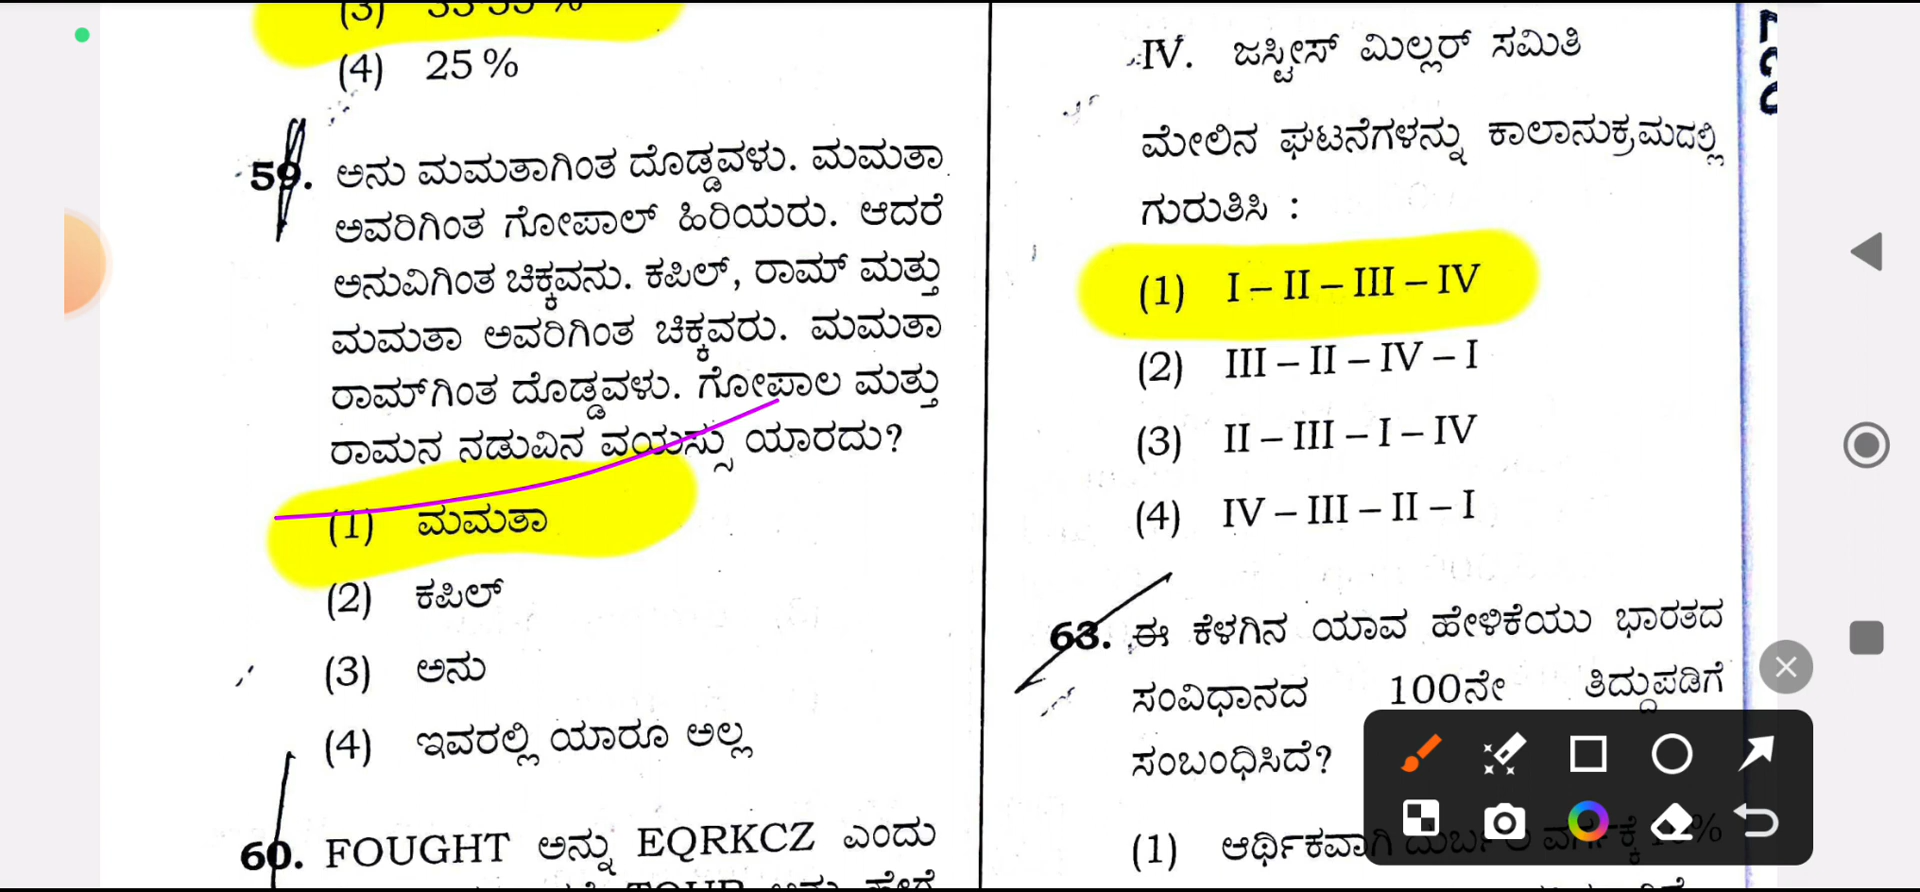 (3) 33·33 %
(4) 25 %
59. ಅನು ಮಮತಾಗಿಂತ ದೊಡ್ಡವಳು. ಮಮತಾ
ಅವರಿಗಿಂತ ಗೋಪಾಲ್ ಹಿರಿಯರು. ಆದರೆ
ಅನುವಿಗಿಂತ ಚಿಕ್ಕವನು. ಕಪಿಲ್, ರಾಮ್ ಮತ್ತು
ಮಮತಾ ಅವರಿಗಿಂತ ಚಿಕ್ಕವರು. ಮಮತಾ
ರಾಮ್‌ಗಿಂತ ದೊಡ್ಡವಳು. ಗೋಪಾಲ ಮತ್ತು
ರಾಮನ ನಡುವಿನ ವಯಸ್ಸು ಯಾರದು?
(1) ಮಮತಾ
(2) ಕಪಿಲ್
(3) ಅನು
(4) ಇವರಲ್ಲಿ ಯಾರೂ ಅಲ್ಲ
60. FOUGHT ಅನ್ನು EQRKCZ ಎಂದು
IV. ಜಸ್ಟೀಸ್ ಮಿಲ್ಲರ್ ಸಮಿತಿ
ಮೇಲಿನ ಘಟನೆಗಳನ್ನು ಕಾಲಾನುಕ್ರಮದಲ್ಲಿ
ಗುರುತಿಸಿ :
(1) I – II – III – IV
(2) III – II – IV – I
(3) II – III – I – IV
(4) IV – III – II – I
63. ಈ ಕೆಳಗಿನ ಯಾವ ಹೇಳಿಕೆಯು ಭಾರತದ
ಸಂವಿಧಾನದ 100ನೇ ತಿದ್ದುಪಡಿಗೆ
ಸಂಬಂಧಿಸಿದೆ?
(1) ಆರ್ಥಿಕವಾಗಿ